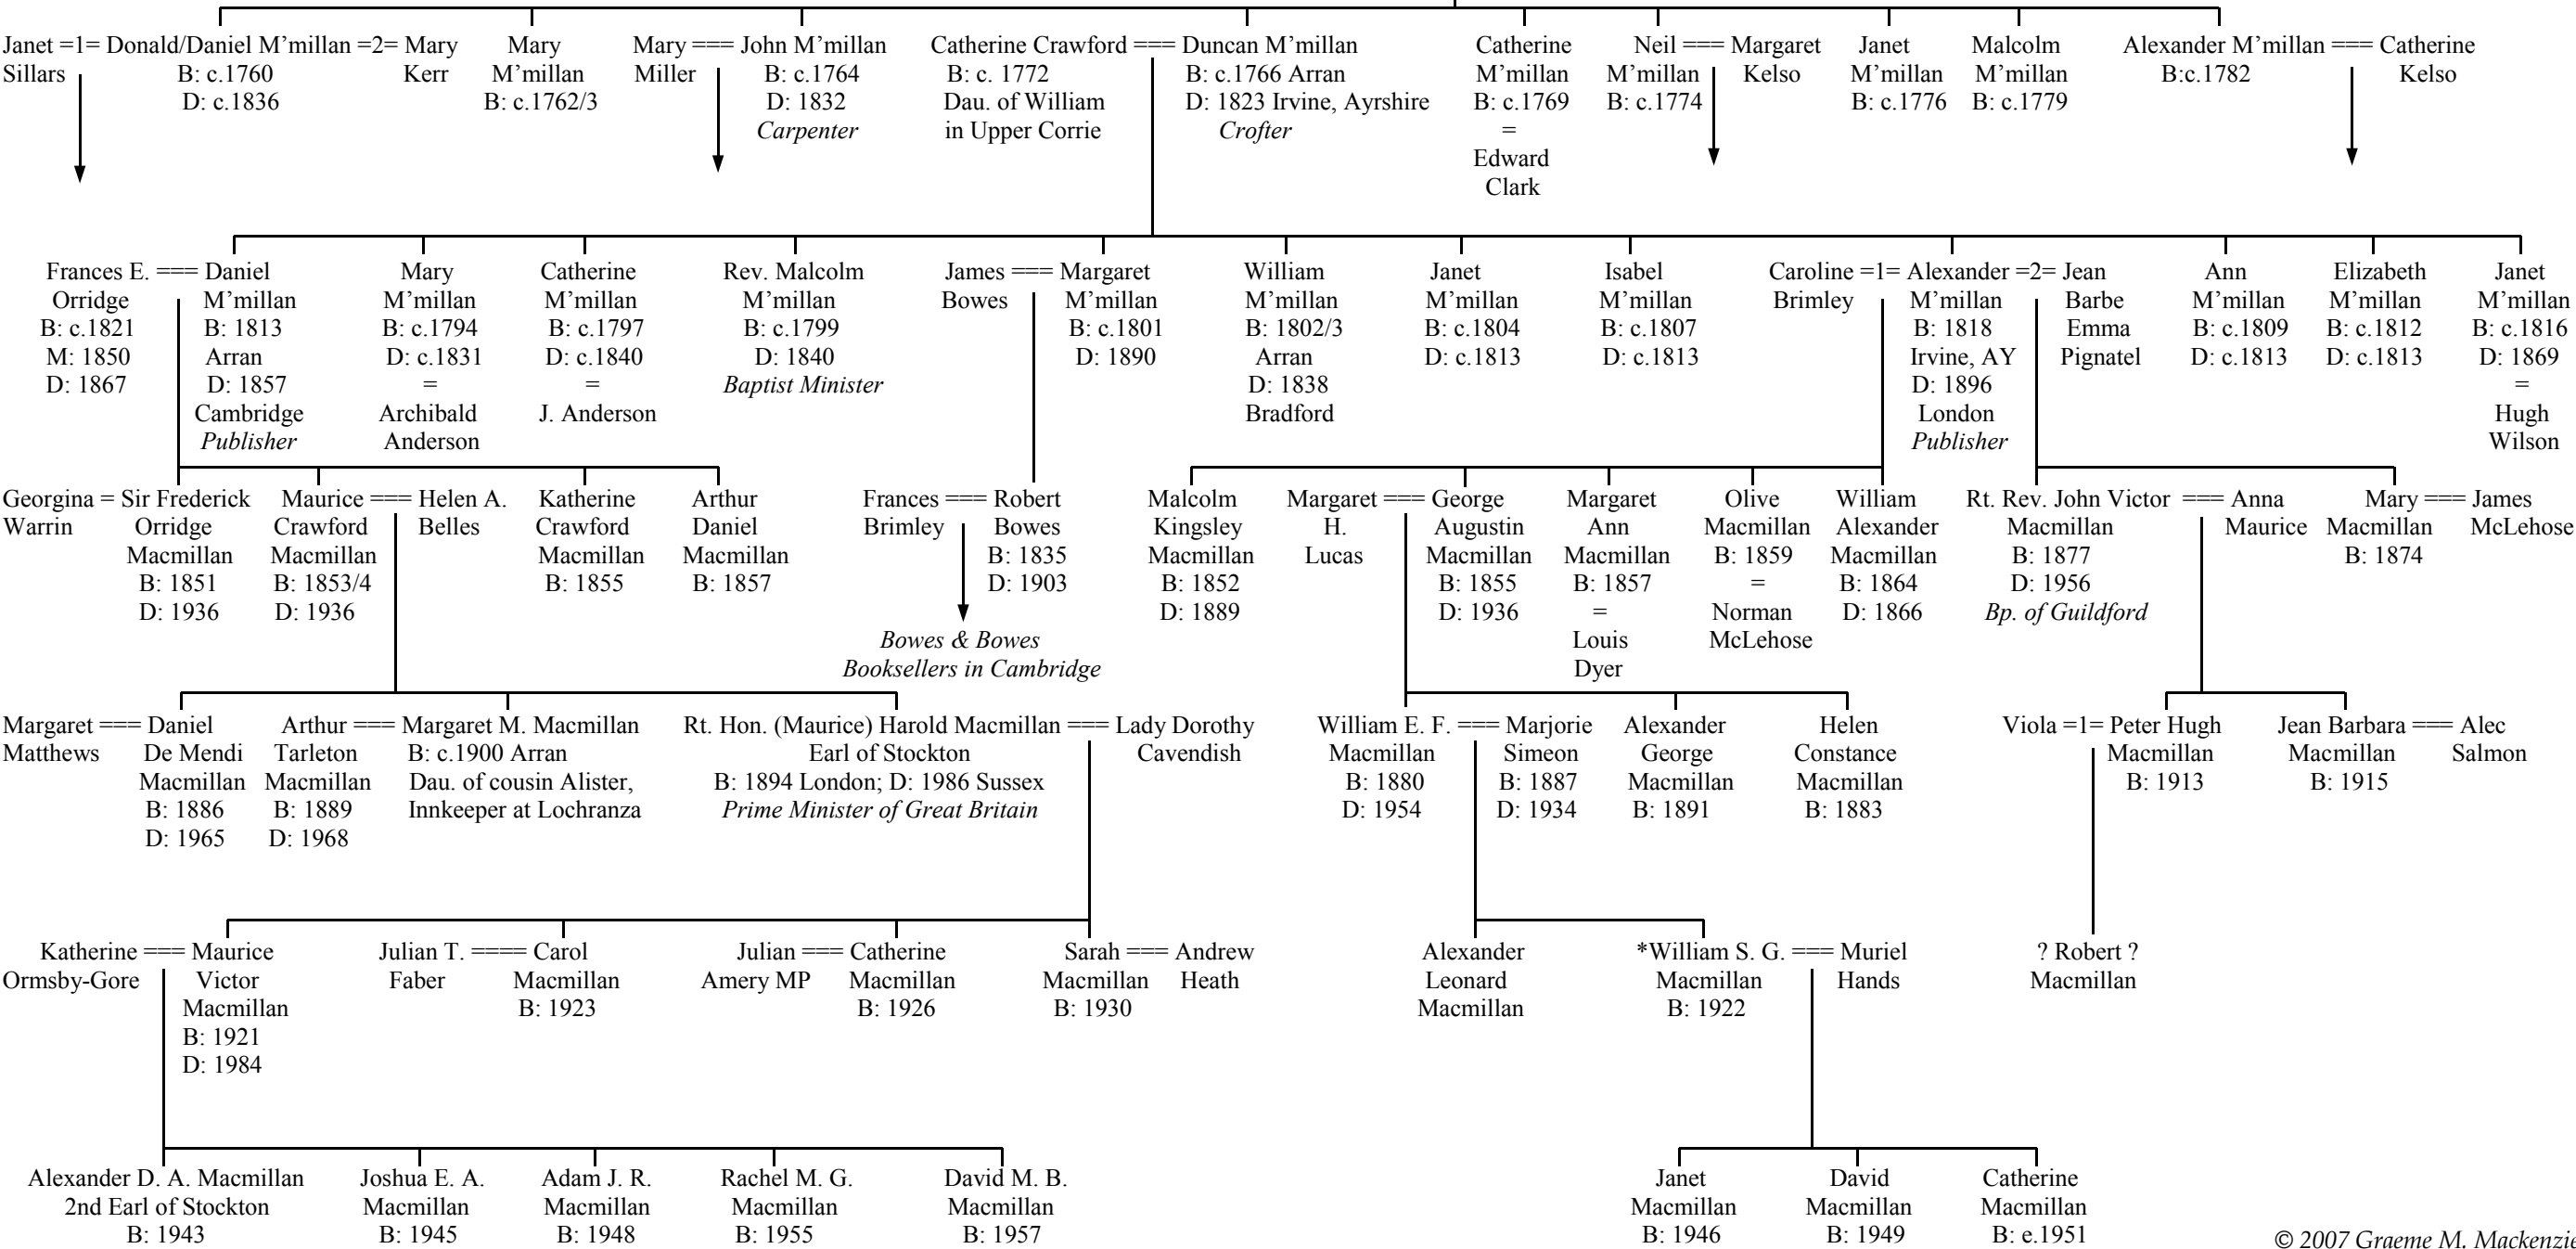 Janet =1= Donald/Daniel M'millan =2= Mary
Sillars
B: c.1760
D: c.1836
Kerr
Mary
M'millan
B: c.1762/3
Mary === John M'millan
Miller
B: c.1764
D: 1832
Carpenter
Catherine Crawford === Duncan M'millan
B: c. 1772
Dau. of William
in Upper Corrie
B: c.1766 Arran
D: 1823 Irvine, Ayrshire
Crofter
Catherine
M'millan
B: c.1769
=
Edward
Clark
Neil === Margaret
M'millan
B: c.1774
Kelso
Janet
M'millan
B: c.1776
Malcolm
M'millan
B: c.1779
Alexander M'millan === Catherine
B:c.1782
Kelso
Frances E. === Daniel
Orridge
B: c.1821
M: 1850
D: 1867
M'millan
B: 1813
Arran
D: 1857
Cambridge
Publisher
Mary
M'millan
B: c.1794
D: c.1831
=
Archibald
Anderson
Catherine
M'millan
B: c.1797
D: c.1840
=
J. Anderson
Rev. Malcolm
M'millan
B: c.1799
D: 1840
Baptist Minister
James === Margaret
Bowes
M'millan
B: c.1801
D: 1890
William
M'millan
B: 1802/3
Arran
D: 1838
Bradford
Janet
M'millan
B: c.1804
D: c.1813
Isabel
M'millan
B: c.1807
D: c.1813
Caroline =1= Alexander =2= Jean
Brimley
M'millan
B: 1818
Irvine, AY
D: 1896
London
Publisher
Barbe
Emma
Pignatel
Ann
M'millan
B: c.1809
D: c.1813
Elizabeth
M'millan
B: c.1812
D: c.1813
Janet
M'millan
B: c.1816
D: 1869
=
Hugh
Wilson
Georgina = Sir Frederick
Warrin
Orridge
Macmillan
B: 1851
D: 1936
Maurice === Helen A.
Crawford
Macmillan
B: 1853/4
D: 1936
Belles
Katherine
Crawford
Macmillan
B: 1855
Arthur
Daniel
Macmillan
B: 1857
Frances === Robert
Brimley
Bowes
B: 1835
D: 1903
Bowes & Bowes
Booksellers in Cambridge
Malcolm
Kingsley
Macmillan
B: 1852
D: 1889
Margaret === George
H.
Lucas
Augustin
Macmillan
B: 1855
D: 1936
Margaret
Ann
Macmillan
B: 1857
=
Louis
Dyer
Olive
Macmillan
B: 1859
=
Norman
McLehose
William
Alexander
Macmillan
B: 1864
D: 1866
Rt. Rev. John Victor === Anna
Macmillan
B: 1877
D: 1956
Bp. of Guildford
Maurice
Mary === James
Macmillan
B: 1874
McLehose
Margaret === Daniel
Matthews
De Mendi
Macmillan
B: 1886
D: 1965
Arthur === Margaret M. Macmillan
Tarleton
Macmillan
B: 1889
D: 1968
B: c.1900 Arran
Dau. of cousin Alister,
Innkeeper at Lochranza
Rt. Hon. (Maurice) Harold Macmillan === Lady Dorothy
Earl of Stockton
Cavendish
B: 1894 London; D: 1986 Sussex
Prime Minister of Great Britain
William E. F. === Marjorie
Macmillan
B: 1880
D: 1954
Simeon
B: 1887
D: 1934
Alexander
George
Macmillan
B: 1891
Helen
Constance
Macmillan
B: 1883
Viola =1= Peter Hugh
Macmillan
B: 1913
Jean Barbara === Alec
Macmillan
B: 1915
Salmon
Katherine === Maurice
Ormsby-Gore
Victor
Macmillan
B: 1921
D: 1984
Julian T. ==== Carol
Faber
Macmillan
B: 1923
Julian === Catherine
Amery MP
Macmillan
B: 1926
Sarah === Andrew
Macmillan
B: 1930
Heath
Alexander
Leonard
Macmillan
*William S. G. === Muriel
Macmillan
B: 1922
Hands
? Robert ?
Macmillan
Alexander D. A. Macmillan
2nd Earl of Stockton
B: 1943
Joshua E. A.
Macmillan
B: 1945
Adam J. R.
Macmillan
B: 1948
Rachel M. G.
Macmillan
B: 1955
David M. B.
Macmillan
B: 1957
Janet
Macmillan
B: 1946
David
Macmillan
B: 1949
Catherine
Macmillan
B: e.1951
© 2007 Graeme M. Mackenzie